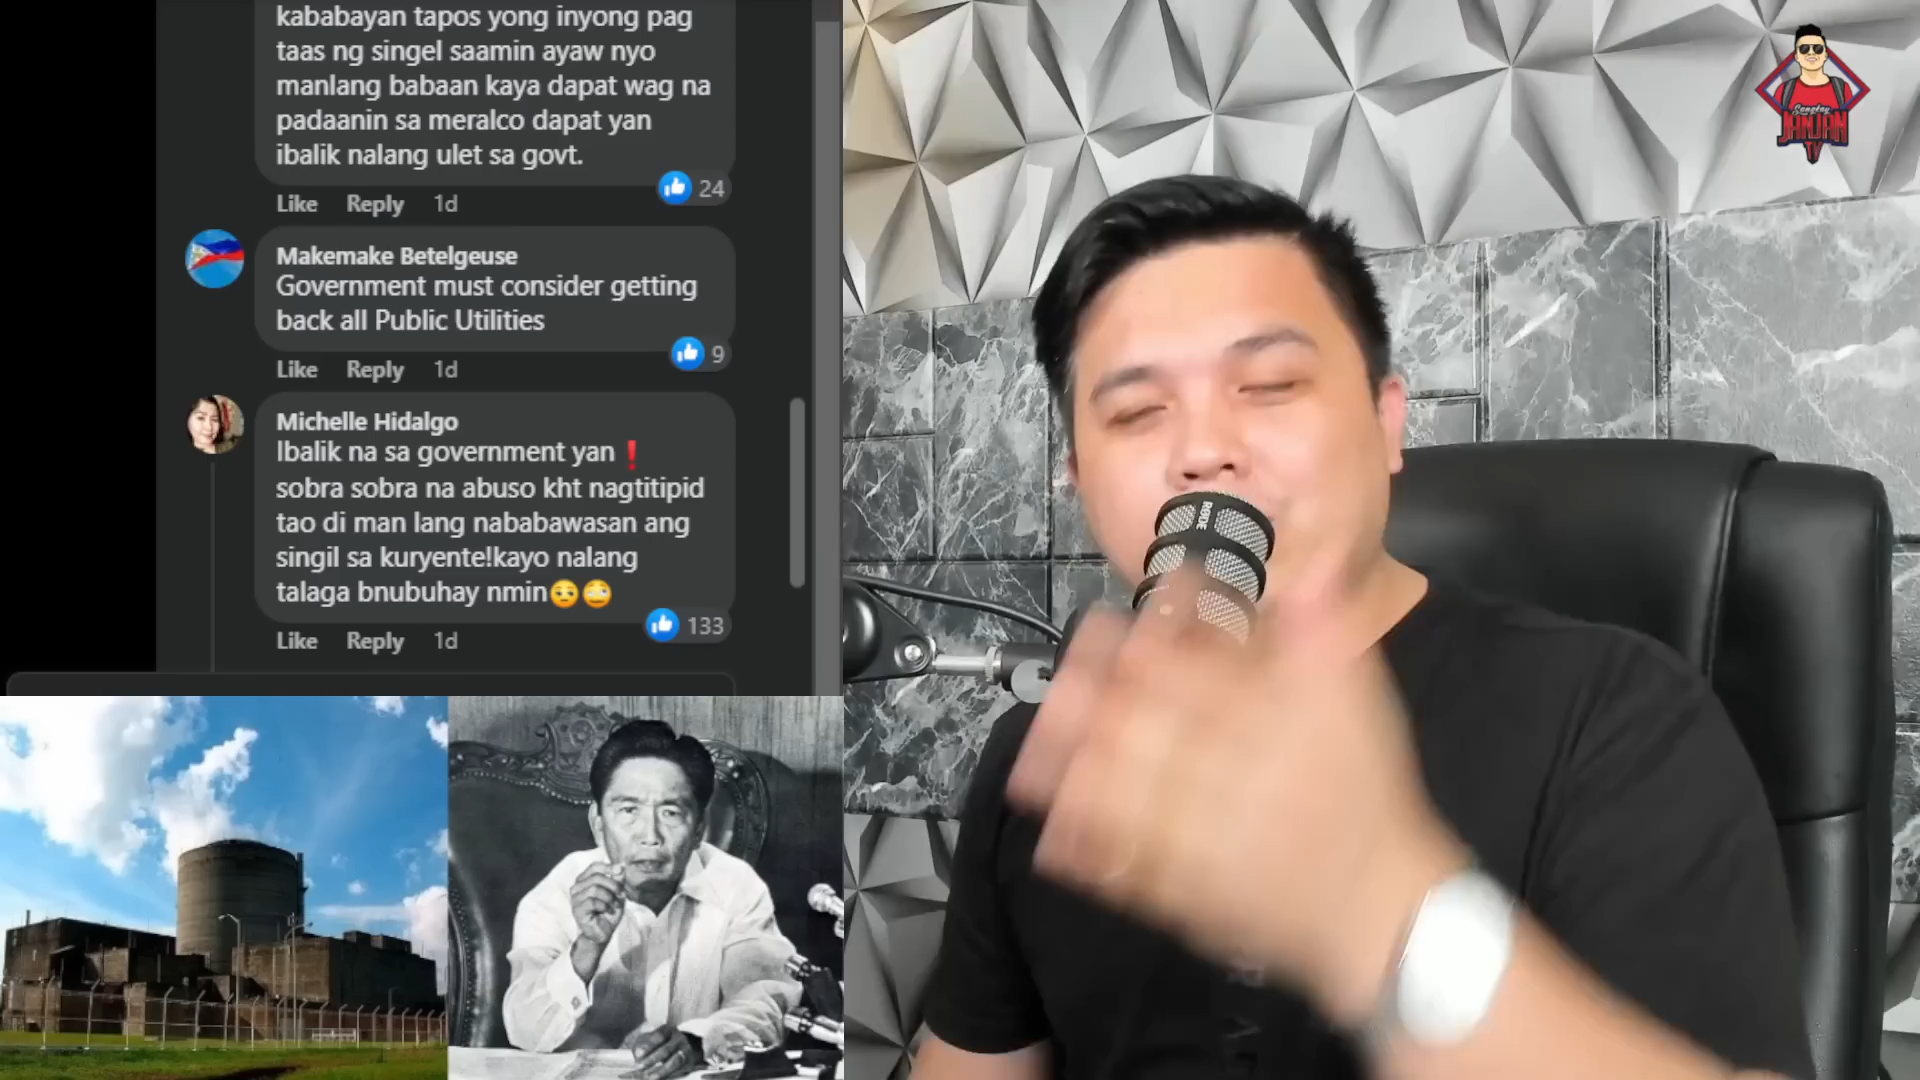 kababayan tapos yong inyong pag
taas ng singel saamin ayaw nyo
manlang babaan kaya dapat wag na
padaanin sa meralco dapat yan
ibalik nalang ulet sa govt.
24
Like Reply 1d
Makemake Betelgeuse
Government must consider getting
back all Public Utilities
9
Like Reply 1d
Michelle Hidalgo
Ibalik na sa government yan❗
sobra sobra na abuso kht nagtitipid
tao di man lang nababawasan ang
singil sa kuryente!kayo nalang
talaga bnubuhay nmin😒🙄
133
Like Reply 1d
Sangkay
JANJAN
TV
RØDE